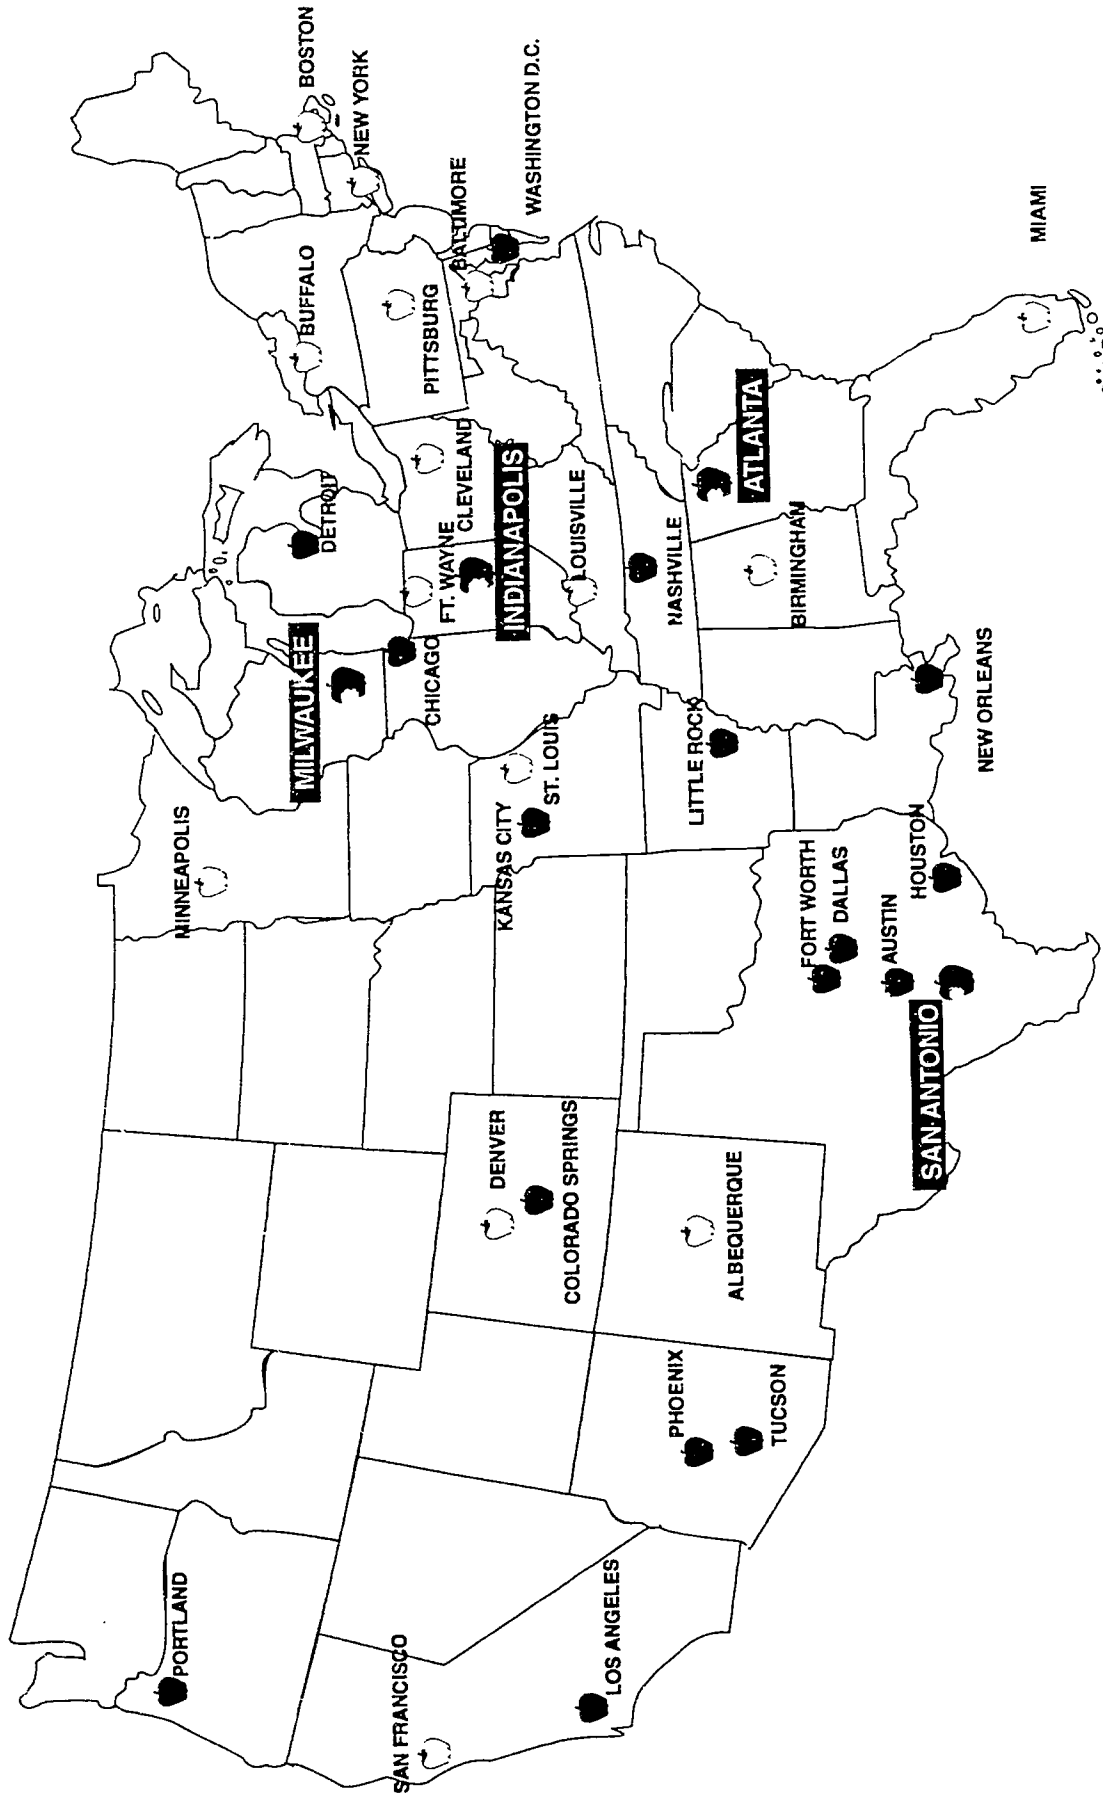 PORTLAND
SAN FRANCISCO
LOS ANGELES
PHOENIX
TUCSON
DENVER
COLORADO SPRINGS
ALBEQUERQUE
MINNEAPOLIS
KANSAS CITY
ST. LOUIS
LITTLE ROCK
FORT WORTH
DALLAS
AUSTIN
HOUSTON
SAN ANTONIO
NEW ORLEANS
MILWAUKEE
CHICAGO
DETROIT
FT. WAYNE
INDIANAPOLIS
CLEVELAND
LOUISVILLE
NASHVILLE
BIRMINGHAM
ATLANTA
BUFFALO
PITTSBURG
BALTIMORE
WASHINGTON D.C.
NEW YORK
BOSTON
MIAMI